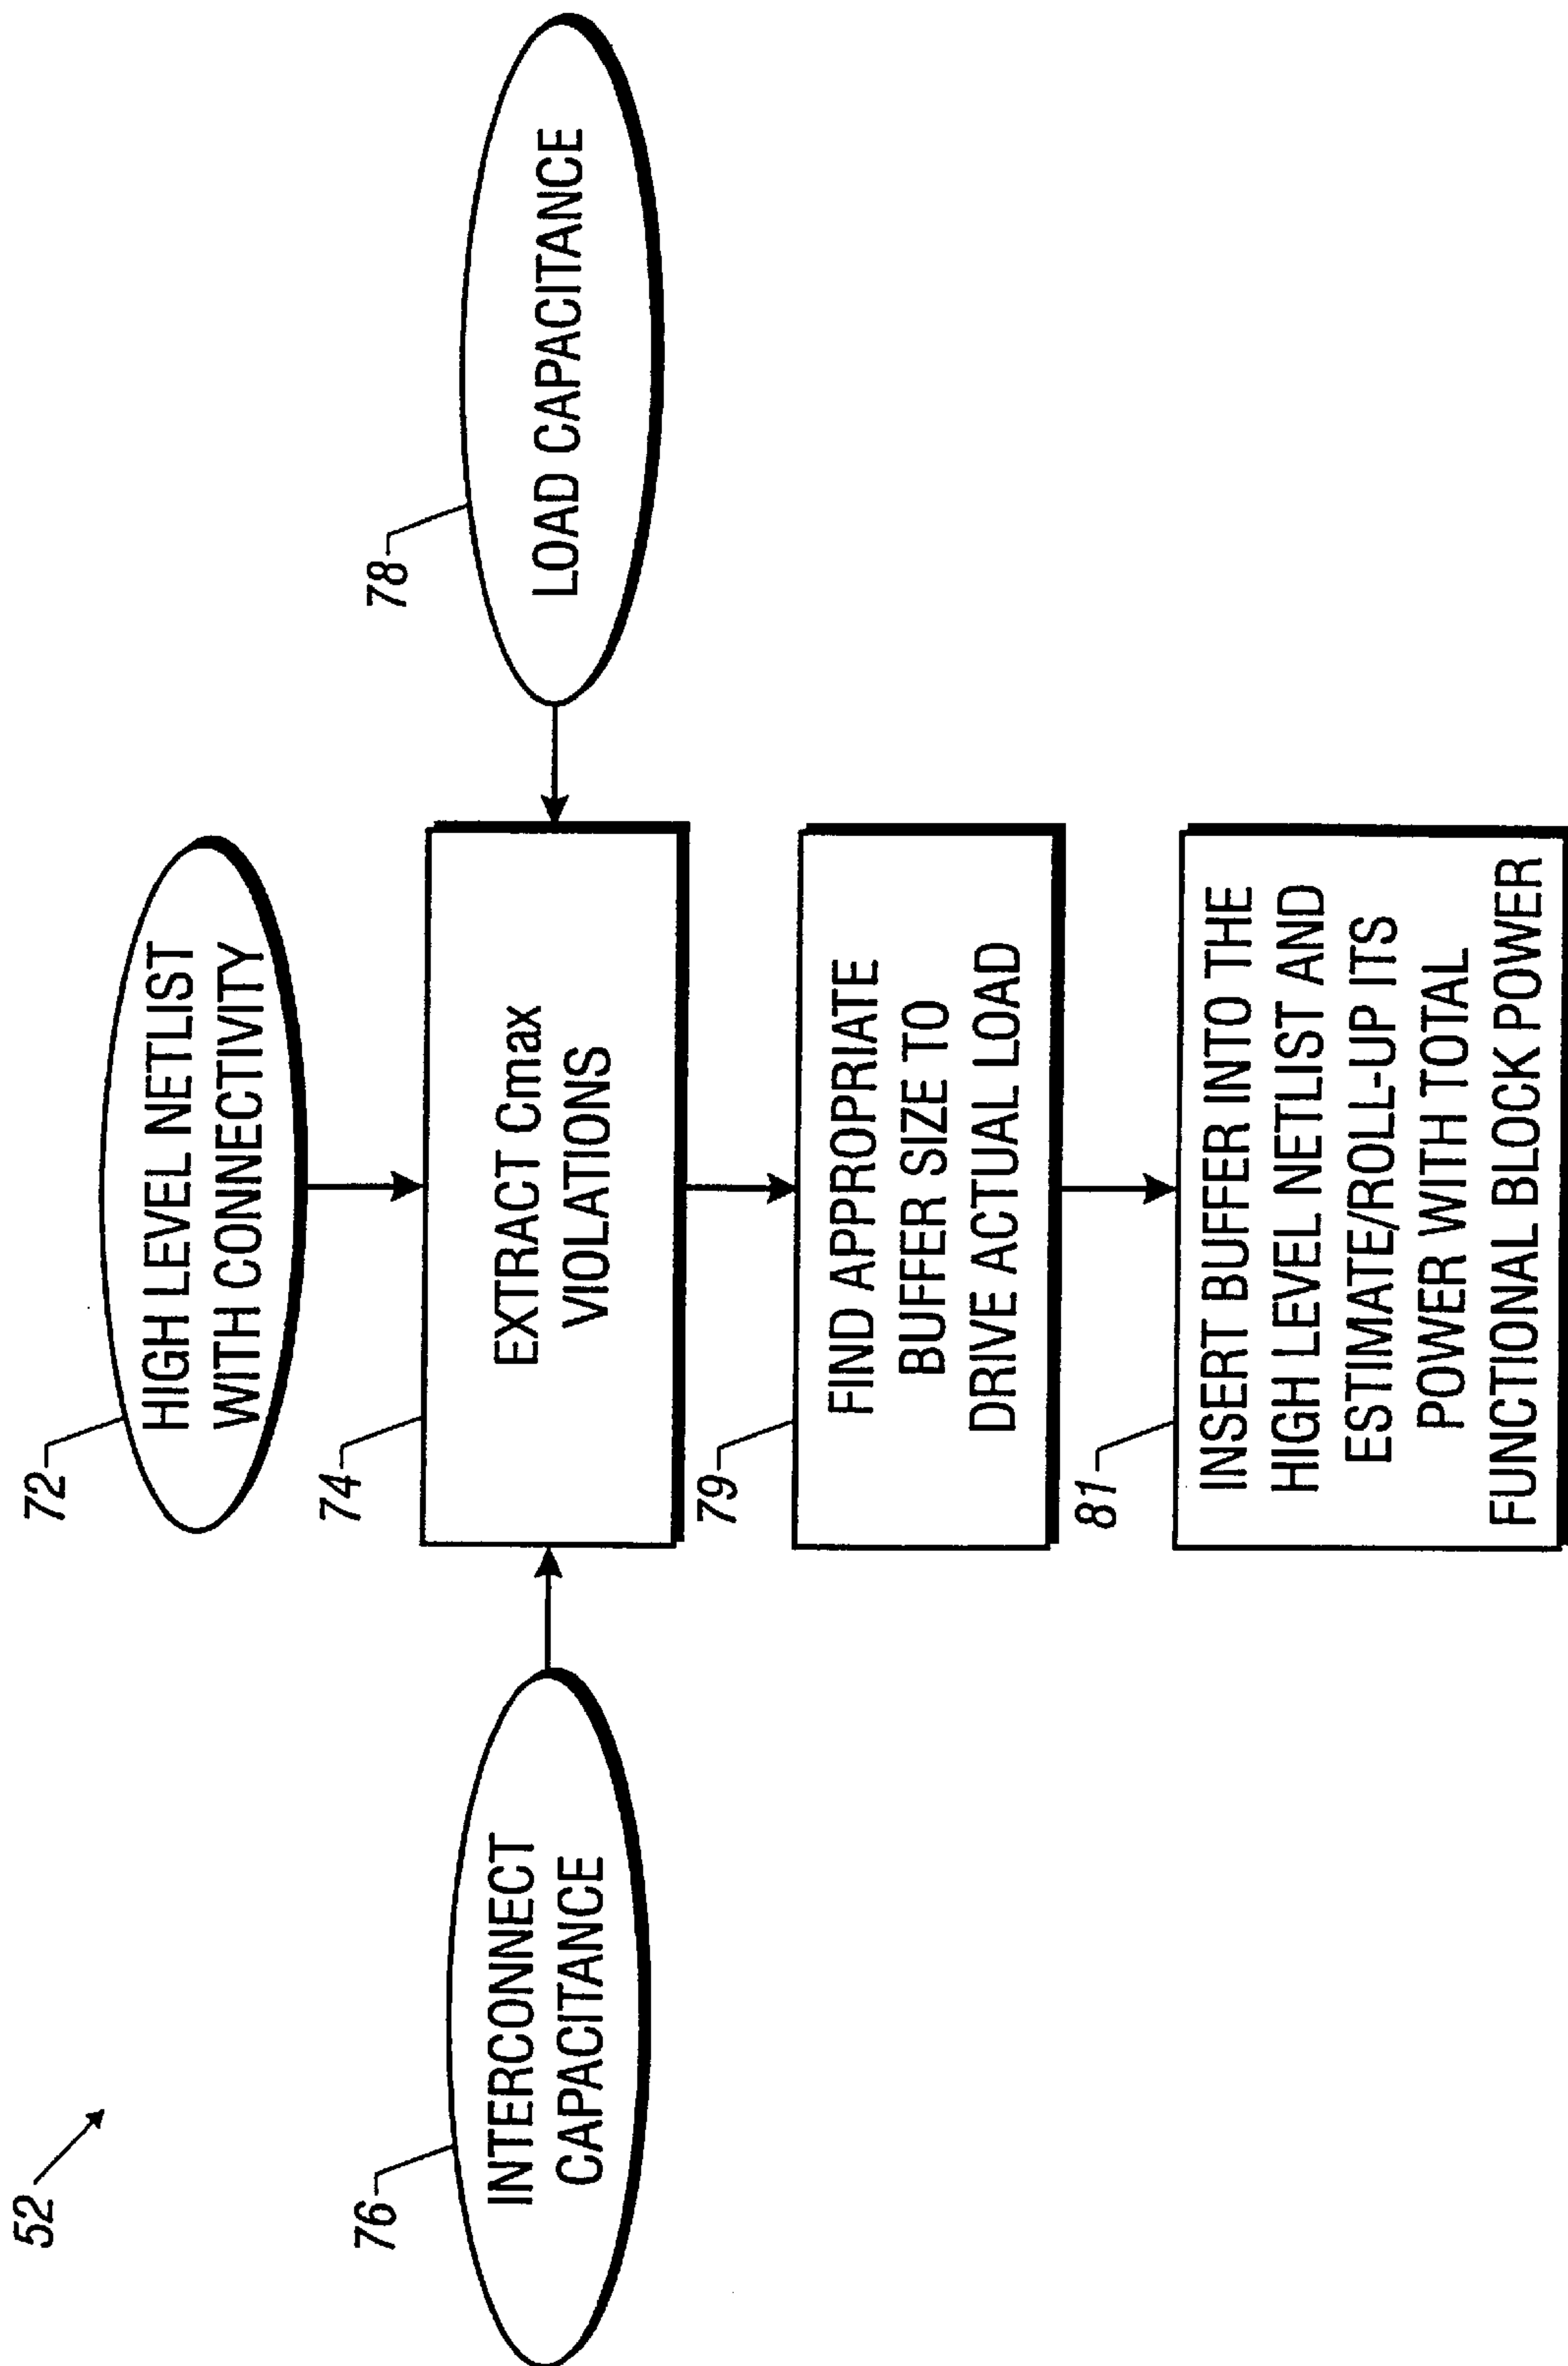 52
72
HIGH LEVEL NETLIST
WITH CONNECTIVITY
76
INTERCONNECT
CAPACITANCE
74
EXTRACT Cmax
VIOLATIONS
78
LOAD CAPACITANCE
79
FIND APPROPRIATE
BUFFER SIZE TO
DRIVE ACTUAL LOAD
81
INSERT BUFFER INTO THE
HIGH LEVEL NETLIST AND
ESTIMATE/ROLL-UP ITS
POWER WITH TOTAL
FUNCTIONAL BLOCK POWER